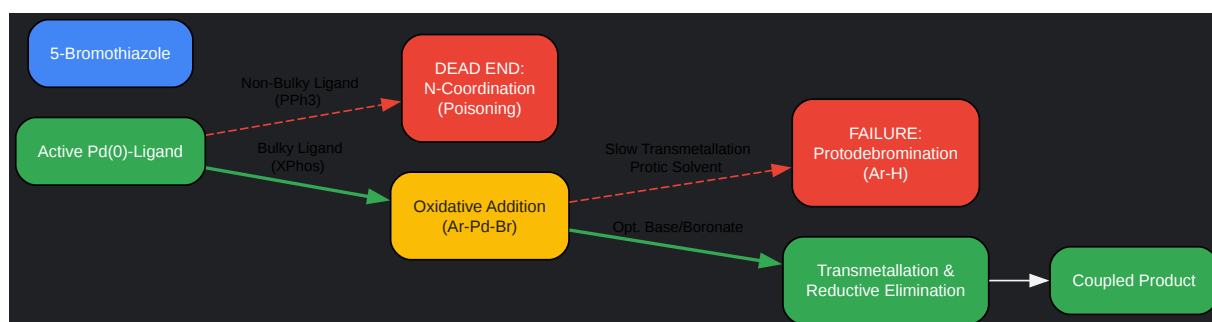 5-Bromothiazole
Active Pd(0)-Ligand
Non-Bulky Ligand
(PPh3)
Bulky Ligand
(XPhos)
DEAD END:
N-Coordination
(Poisoning)
Oxidative Addition
(Ar-Pd-Br)
Slow Transmetallation
Protic Solvent
Opt. Base/Boronate
FAILURE:
Protodebromination
(Ar-H)
Transmetallation &
Reductive Elimination
Coupled Product